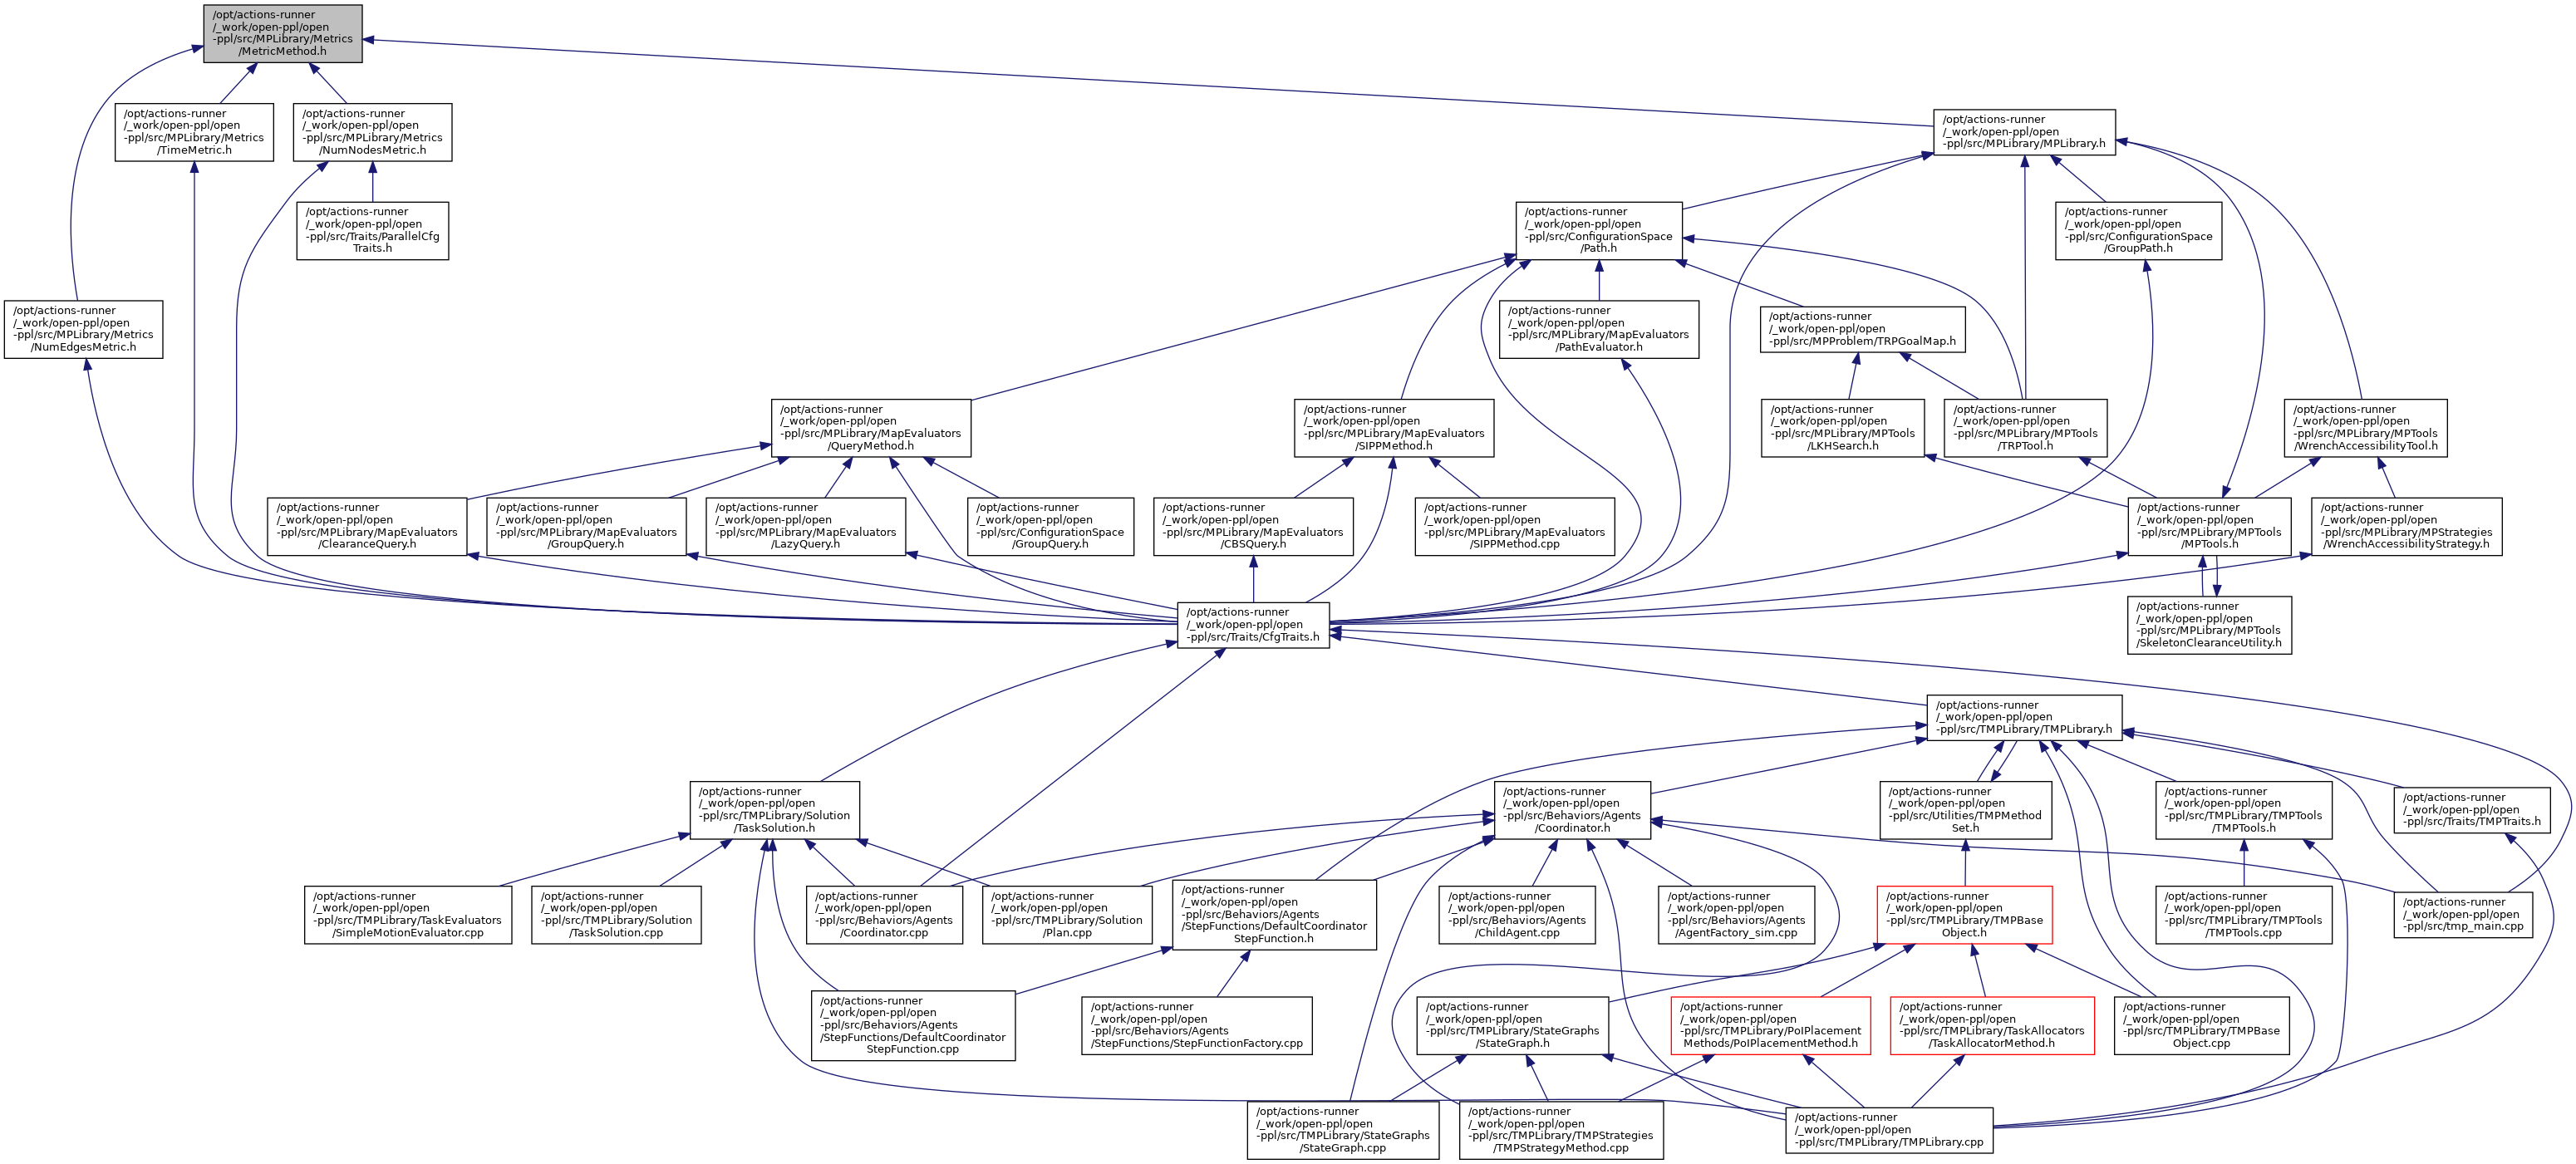 /opt/actions-runner
/_work/open-ppl/open
-ppl/src/MPLibrary/Metrics
/MetricMethod.h
/opt/actions-runner
/_work/open-ppl/open
-ppl/src/MPLibrary/Metrics
/TimeMetric.h
/opt/actions-runner
/_work/open-ppl/open
-ppl/src/MPLibrary/Metrics
/NumNodesMetric.h
/opt/actions-runner
/_work/open-ppl/open
-ppl/src/MPLibrary/MPLibrary.h
/opt/actions-runner
/_work/open-ppl/open
-ppl/src/Traits/ParallelCfg
Traits.h
/opt/actions-runner
/_work/open-ppl/open
-ppl/src/ConfigurationSpace
/Path.h
/opt/actions-runner
/_work/open-ppl/open
-ppl/src/ConfigurationSpace
/GroupPath.h
/opt/actions-runner
/_work/open-ppl/open
-ppl/src/MPLibrary/Metrics
/NumEdgesMetric.h
/opt/actions-runner
/_work/open-ppl/open
-ppl/src/MPLibrary/MapEvaluators
/PathEvaluator.h
/opt/actions-runner
/_work/open-ppl/open
-ppl/src/MPProblem/TRPGoalMap.h
/opt/actions-runner
/_work/open-ppl/open
-ppl/src/MPLibrary/MapEvaluators
/QueryMethod.h
/opt/actions-runner
/_work/open-ppl/open
-ppl/src/MPLibrary/MapEvaluators
/SIPPMethod.h
/opt/actions-runner
/_work/open-ppl/open
-ppl/src/MPLibrary/MPTools
/LKHSearch.h
/opt/actions-runner
/_work/open-ppl/open
-ppl/src/MPLibrary/MPTools
/TRPTool.h
/opt/actions-runner
/_work/open-ppl/open
-ppl/src/MPLibrary/MPTools
/WrenchAccessibilityTool.h
/opt/actions-runner
/_work/open-ppl/open
-ppl/src/MPLibrary/MapEvaluators
/ClearanceQuery.h
/opt/actions-runner
/_work/open-ppl/open
-ppl/src/MPLibrary/MapEvaluators
/GroupQuery.h
/opt/actions-runner
/_work/open-ppl/open
-ppl/src/MPLibrary/MapEvaluators
/LazyQuery.h
/opt/actions-runner
/_work/open-ppl/open
-ppl/src/ConfigurationSpace
/GroupQuery.h
/opt/actions-runner
/_work/open-ppl/open
-ppl/src/MPLibrary/MapEvaluators
/CBSQuery.h
/opt/actions-runner
/_work/open-ppl/open
-ppl/src/MPLibrary/MapEvaluators
/SIPPMethod.cpp
/opt/actions-runner
/_work/open-ppl/open
-ppl/src/MPLibrary/MPTools
/MPTools.h
/opt/actions-runner
/_work/open-ppl/open
-ppl/src/MPLibrary/MPStrategies
/WrenchAccessibilityStrategy.h
/opt/actions-runner
/_work/open-ppl/open
-ppl/src/Traits/CfgTraits.h
/opt/actions-runner
/_work/open-ppl/open
-ppl/src/MPLibrary/MPTools
/SkeletonClearanceUtility.h
/opt/actions-runner
/_work/open-ppl/open
-ppl/src/TMPLibrary/TMPLibrary.h
/opt/actions-runner
/_work/open-ppl/open
-ppl/src/TMPLibrary/Solution
/TaskSolution.h
/opt/actions-runner
/_work/open-ppl/open
-ppl/src/Behaviors/Agents
/Coordinator.h
/opt/actions-runner
/_work/open-ppl/open
-ppl/src/Utilities/TMPMethod
Set.h
/opt/actions-runner
/_work/open-ppl/open
-ppl/src/TMPLibrary/TMPTools
/TMPTools.h
/opt/actions-runner
/_work/open-ppl/open
-ppl/src/Traits/TMPTraits.h
/opt/actions-runner
/_work/open-ppl/open
-ppl/src/TMPLibrary/TaskEvaluators
/SimpleMotionEvaluator.cpp
/opt/actions-runner
/_work/open-ppl/open
-ppl/src/TMPLibrary/Solution
/TaskSolution.cpp
/opt/actions-runner
/_work/open-ppl/open
-ppl/src/Behaviors/Agents
/Coordinator.cpp
/opt/actions-runner
/_work/open-ppl/open
-ppl/src/TMPLibrary/Solution
/Plan.cpp
/opt/actions-runner
/_work/open-ppl/open
-ppl/src/Behaviors/Agents
/StepFunctions/DefaultCoordinator
StepFunction.h
/opt/actions-runner
/_work/open-ppl/open
-ppl/src/Behaviors/Agents
/ChildAgent.cpp
/opt/actions-runner
/_work/open-ppl/open
-ppl/src/Behaviors/Agents
/AgentFactory_sim.cpp
/opt/actions-runner
/_work/open-ppl/open
-ppl/src/TMPLibrary/TMPBase
Object.h
/opt/actions-runner
/_work/open-ppl/open
-ppl/src/TMPLibrary/TMPTools
/TMPTools.cpp
/opt/actions-runner
/_work/open-ppl/open
-ppl/src/tmp_main.cpp
/opt/actions-runner
/_work/open-ppl/open
-ppl/src/Behaviors/Agents
/StepFunctions/DefaultCoordinator
StepFunction.cpp
/opt/actions-runner
/_work/open-ppl/open
-ppl/src/Behaviors/Agents
/StepFunctions/StepFunctionFactory.cpp
/opt/actions-runner
/_work/open-ppl/open
-ppl/src/TMPLibrary/StateGraphs
/StateGraph.h
/opt/actions-runner
/_work/open-ppl/open
-ppl/src/TMPLibrary/PoIPlacement
Methods/PoIPlacementMethod.h
/opt/actions-runner
/_work/open-ppl/open
-ppl/src/TMPLibrary/TaskAllocators
/TaskAllocatorMethod.h
/opt/actions-runner
/_work/open-ppl/open
-ppl/src/TMPLibrary/TMPBase
Object.cpp
/opt/actions-runner
/_work/open-ppl/open
-ppl/src/TMPLibrary/StateGraphs
/StateGraph.cpp
/opt/actions-runner
/_work/open-ppl/open
-ppl/src/TMPLibrary/TMPStrategies
/TMPStrategyMethod.cpp
/opt/actions-runner
/_work/open-ppl/open
-ppl/src/TMPLibrary/TMPLibrary.cpp